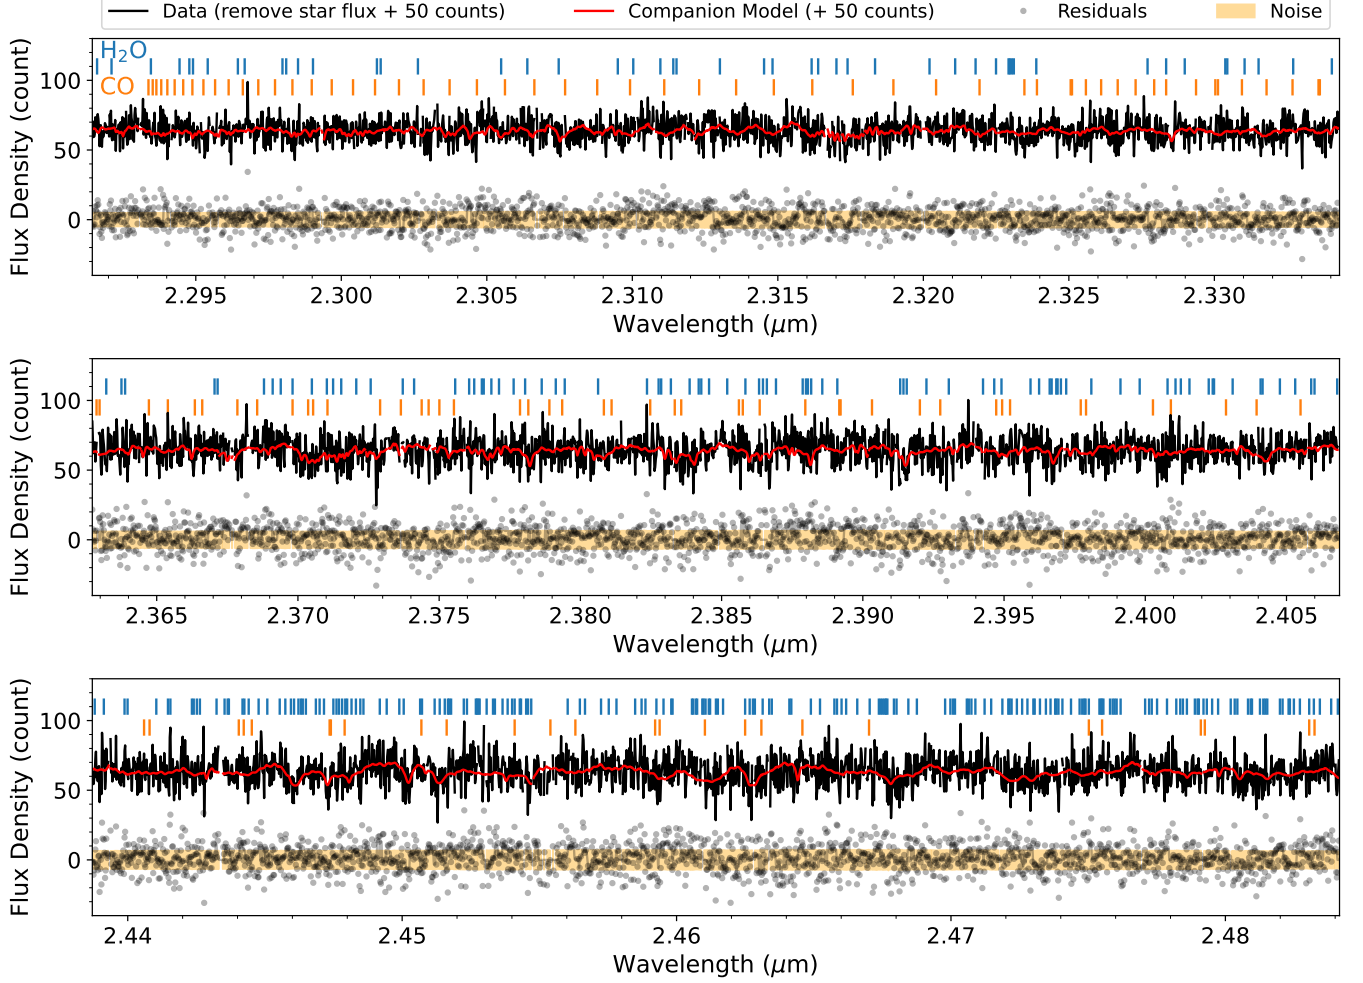 Data (remove star flux + 50 counts) Companion Model (+ 50 counts) Residuals Noise
H₂O
CO
100
50
0
Flux Density (count)
2.295 2.300 2.305 2.310 2.315 2.320 2.325 2.330
Wavelength (μm)
100
50
0
Flux Density (count)
2.365 2.370 2.375 2.380 2.385 2.390 2.395 2.400 2.405
Wavelength (μm)
100
50
0
Flux Density (count)
2.44 2.45 2.46 2.47 2.48
Wavelength (μm)